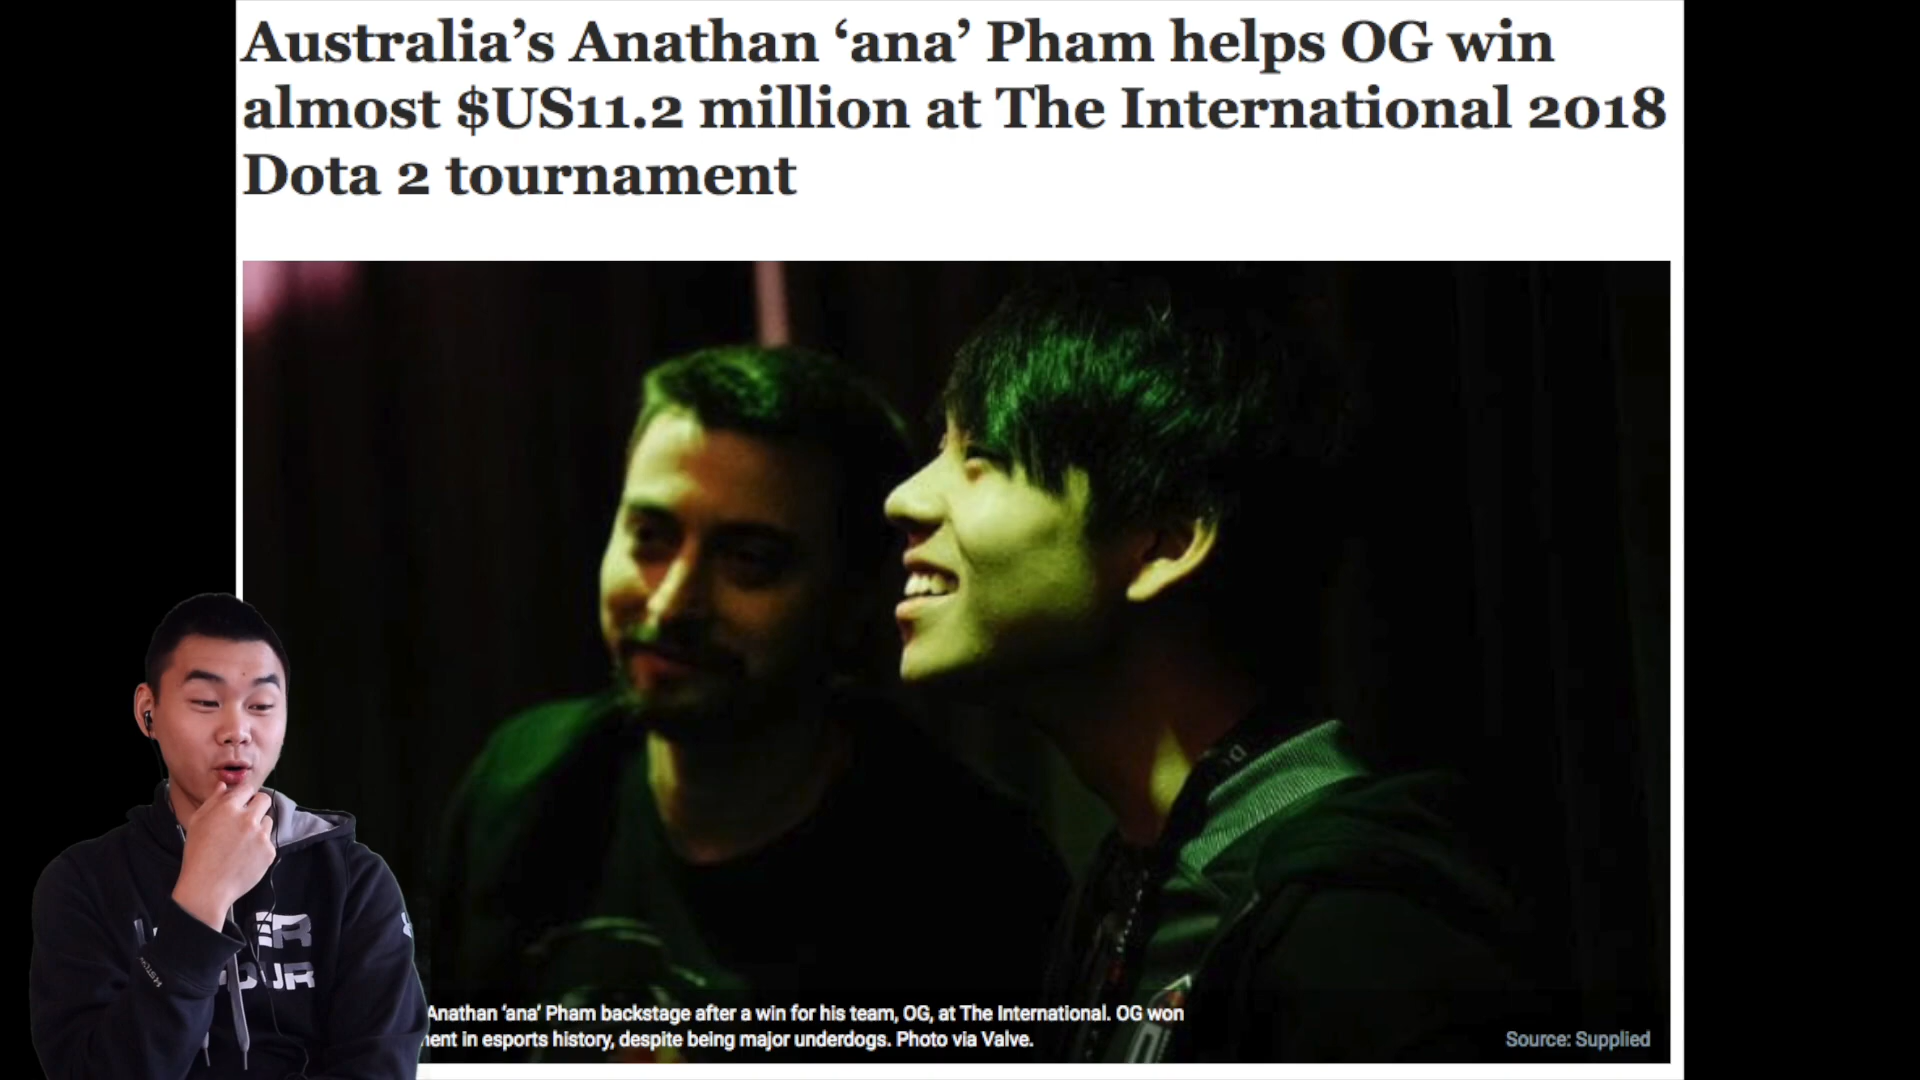 Australia’s Anathan ‘ana’ Pham helps OG win
almost $US11.2 million at The International 2018
Dota 2 tournament
Anathan ‘ana’ Pham backstage after a win for his team, OG, at The International. OG won
in esports history, despite being major underdogs. Photo via Valve.
Source: Supplied